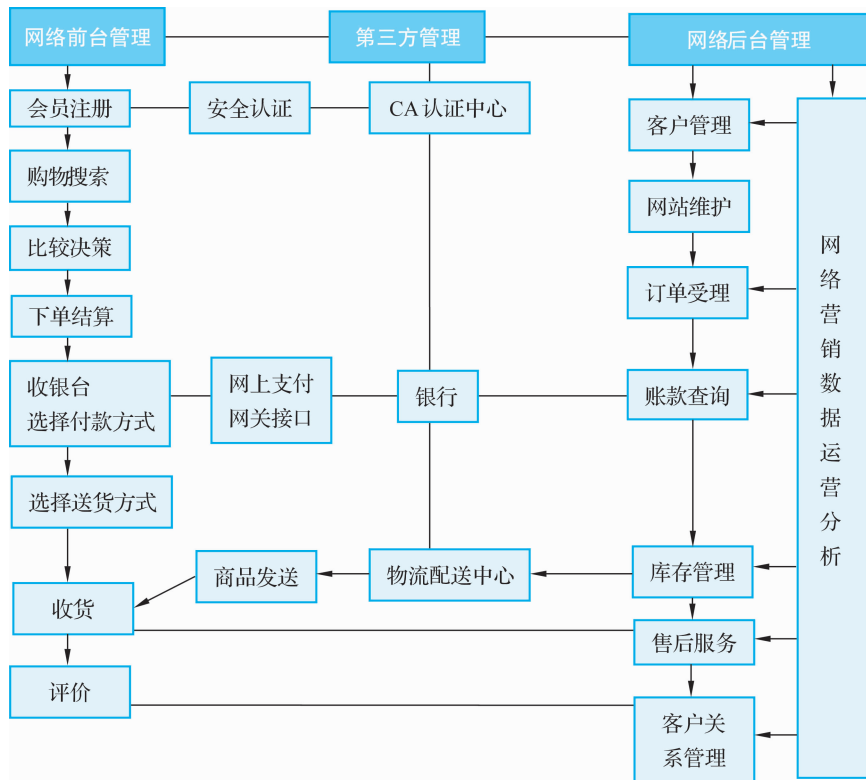 网络前台管理
第三方管理
网络后台管理
会员注册
安全认证
CA认证中心
客户管理
购物搜索
网站维护
比较决策
订单受理
下单结算
收银台
选择付款方式
网上支付
网关接口
银行
账款查询
选择送货方式
商品发送
物流配送中心
库存管理
收货
售后服务
评价
客户关
系管理
网络营销数据运营分析